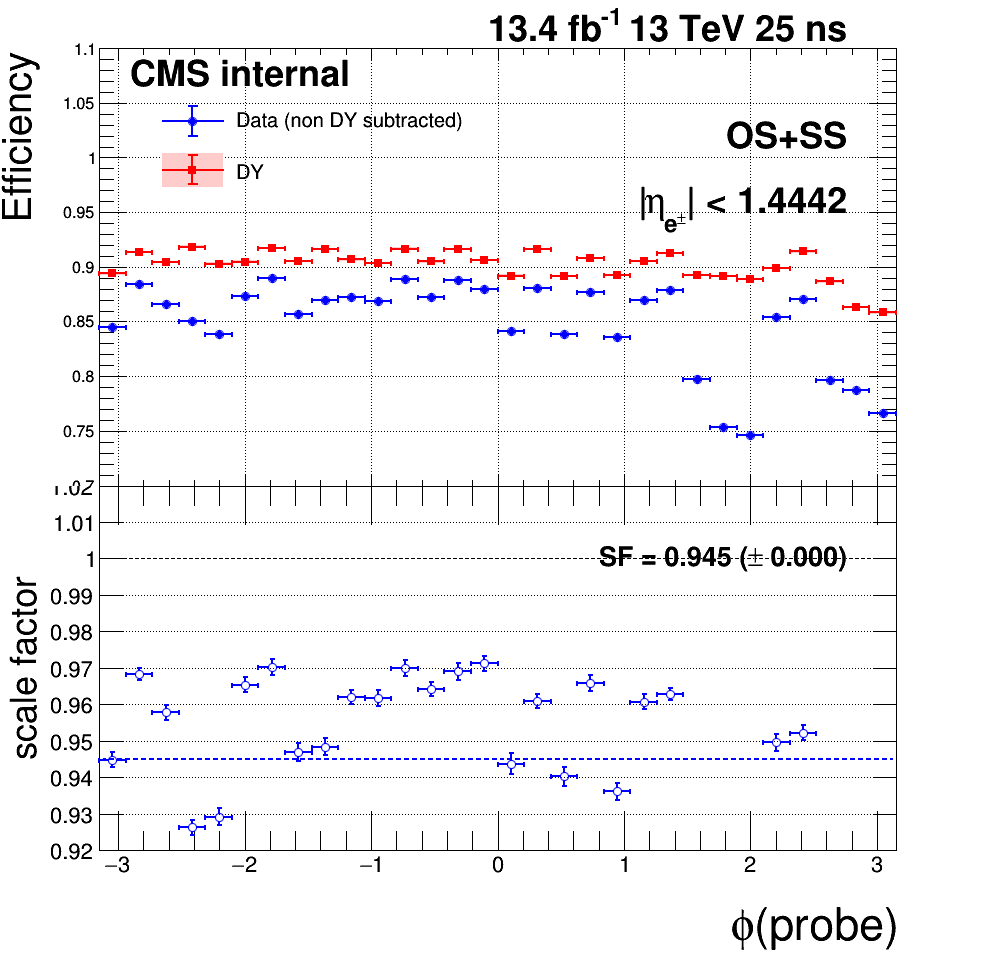 13.4 fb⁻¹ 13 TeV 25 ns
Efficiency
1.1
CMS internal
1.05
Data (non DY subtracted)
OS+SS
1
DY
0.95
|η_e±| < 1.4442
0.9
0.85
0.8
0.75
1.02
1.01
1
SF = 0.945 (± 0.000)
scale factor
0.99
0.98
0.97
0.96
0.95
0.94
0.93
0.92
−3 −2 −1 0 1 2 3
ϕ(probe)